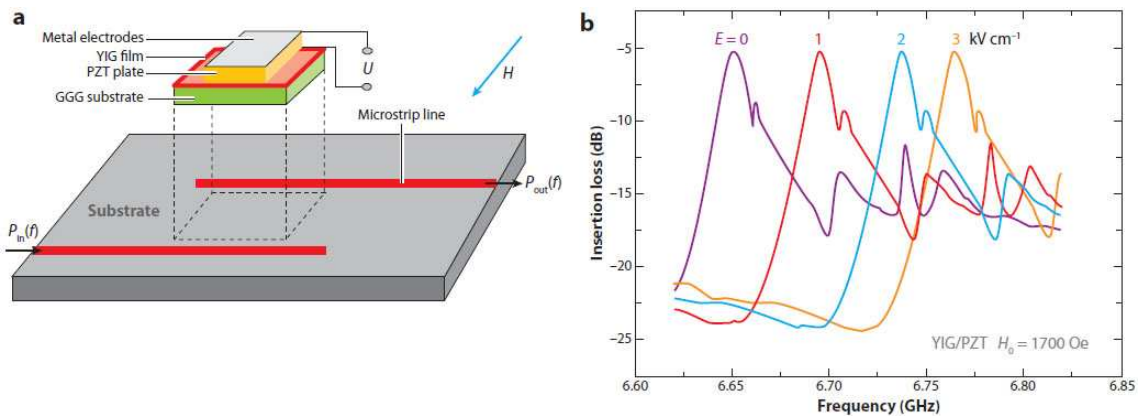 a
Metal electrodes
YIG film
PZT plate
GGG substrate
U
H
Microstrip line
Substrate
P_in(f)
P_out(f)
b
E = 0 1 2 3 kV cm⁻¹
Insertion loss (dB)
−5
−10
−15
−20
−25
YIG/PZT H₀ = 1700 Oe
6.60 6.65 6.70 6.75 6.80 6.85
Frequency (GHz)